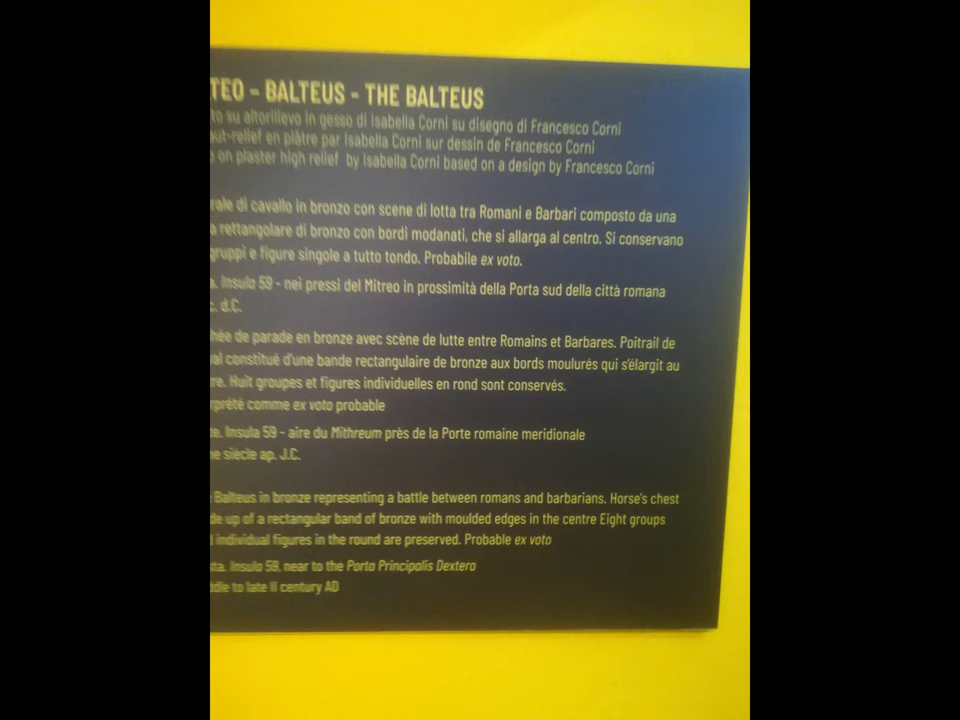 TEO - BALTEUS - THE BALTEUS
to su altorilievo in gesso di Isabella Corni su disegno di Francesco Corni
aut-relief en plâtre par Isabella Corni sur dessin de Francesco Corni
o on plaster high relief by Isabella Corni based on a design by Francesco Corni
rale di cavallo in bronzo con scene di lotta tra Romani e Barbari composto da una
a rettangolare di bronzo con bordi modanati, che si allarga al centro. Si conservano
gruppi e figure singole a tutto tondo. Probabile ex voto.
a. Insula 59 - nei pressi del Mitreo in prossimità della Porta sud della città romana
c. d.C.
hée de parade en bronze avec scène de lutte entre Romains et Barbares. Poitrail de
al constitué d'une bande rectangulaire de bronze aux bords moulurés qui s'élargit au
re. Huit groupes et figures individuelles en rond sont conservés.
rprété comme ex voto probable
te. Insula 59 - aire du Mithreum près de la Porte romaine meridionale
ne siècle ap. J.C.
Balteus in bronze representing a battle between romans and barbarians. Horse's chest
de up of a rectangular band of bronze with moulded edges in the centre Eight groups
individual figures in the round are preserved. Probable ex voto
sta. Insula 59, near to the Porta Principalis Dextera
ddle to late II century AD